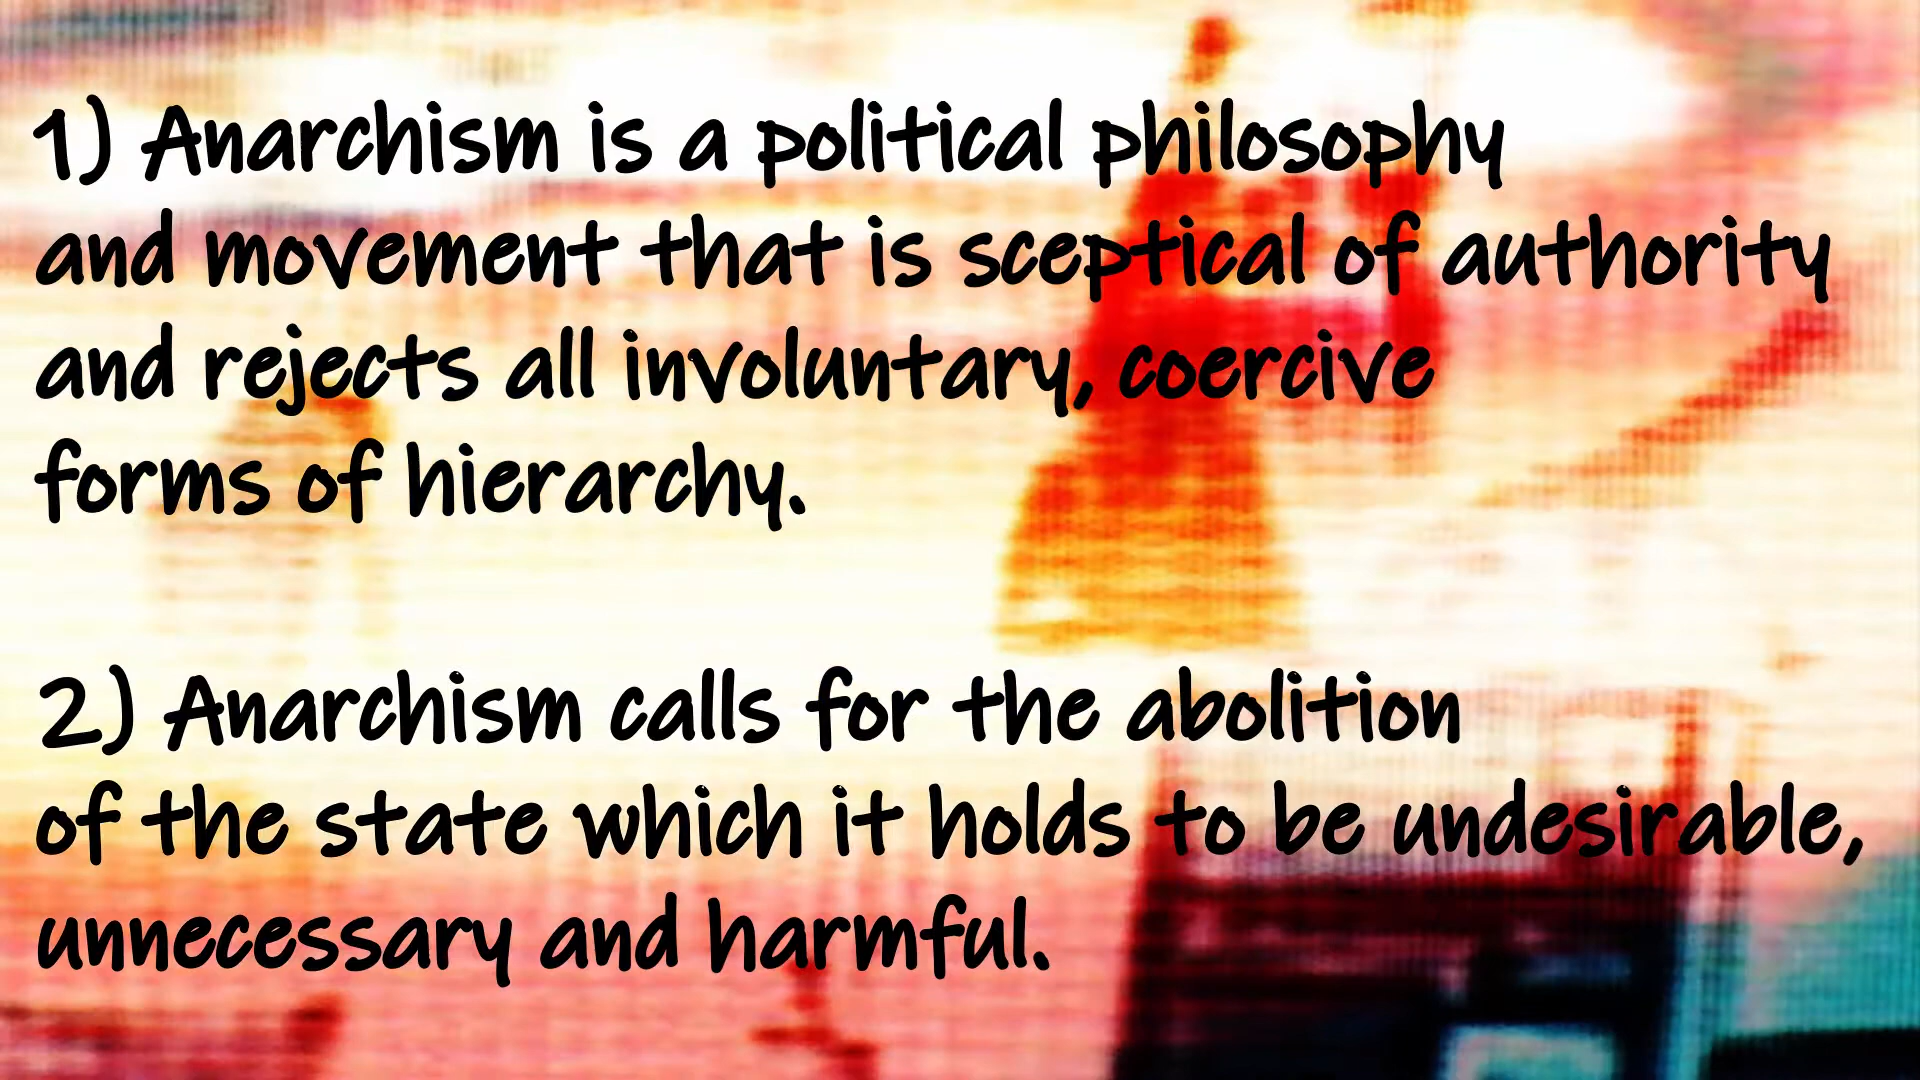 1) Anarchism is a political philosophy
and movement that is sceptical of authority
and rejects all involuntary, coercive
forms of hierarchy.
2) Anarchism calls for the abolition
of the state which it holds to be undesirable,
unnecessary and harmful.